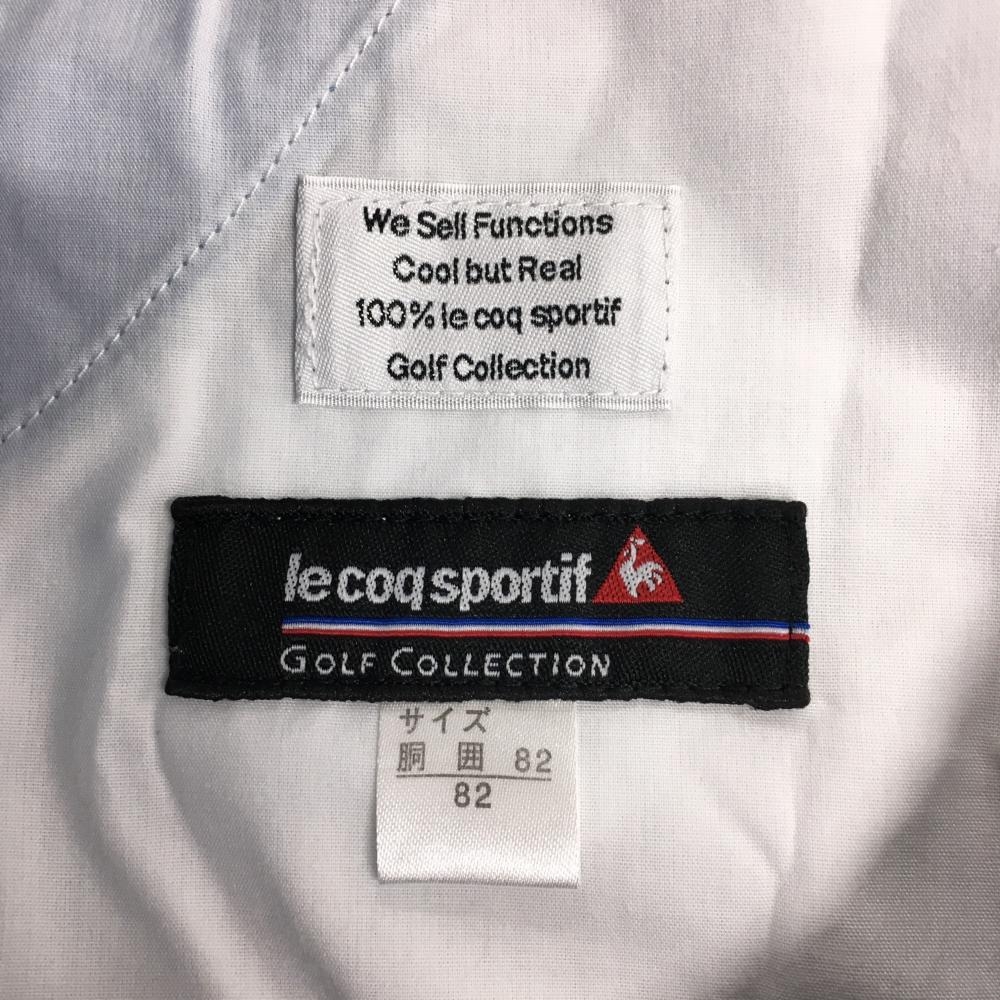 We Sell Functions
Cool but Real
100% le coq sportif
Golf Collection
le coq sportif
GOLF COLLECTION
サイズ
胴 囲 82
82